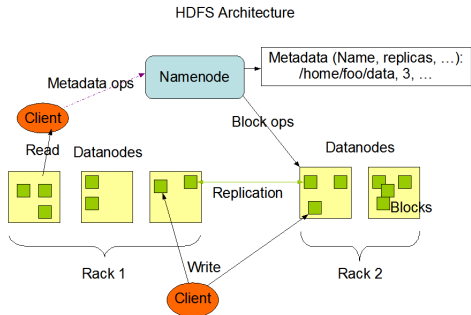 HDFS Architecture
Metadata (Name, replicas, ...):
/home/foo/data, 3, ...
Namenode
Metadata ops
Client
Block ops
Read
Datanodes
Datanodes
Replication
Blocks
Rack 1
Write
Rack 2
Client